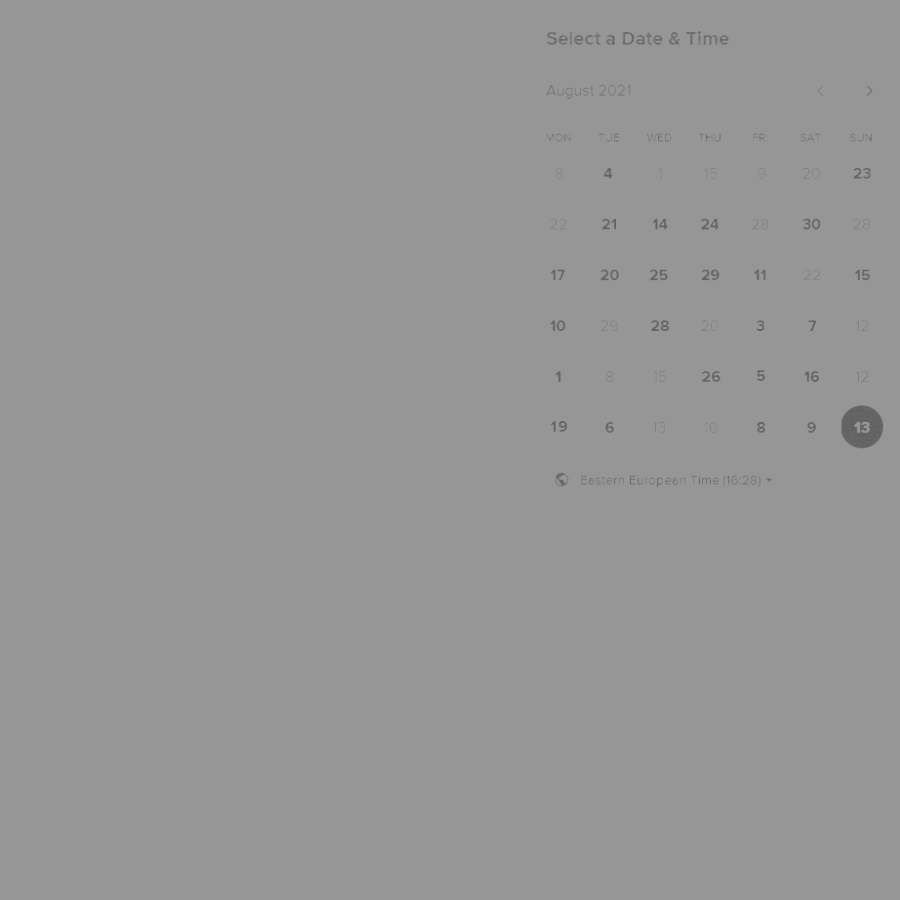 Select a Date & Time
August 2021
MON TUE WED THU FRI SAT SUN
8 4 1 15 9 20 23
22 21 14 24 28 30 28
17 20 25 29 11 22 15
10 29 28 20 3 7 12
1 8 15 26 5 16 12
19 6 13 10 8 9 13
Eastern European Time (16:28)